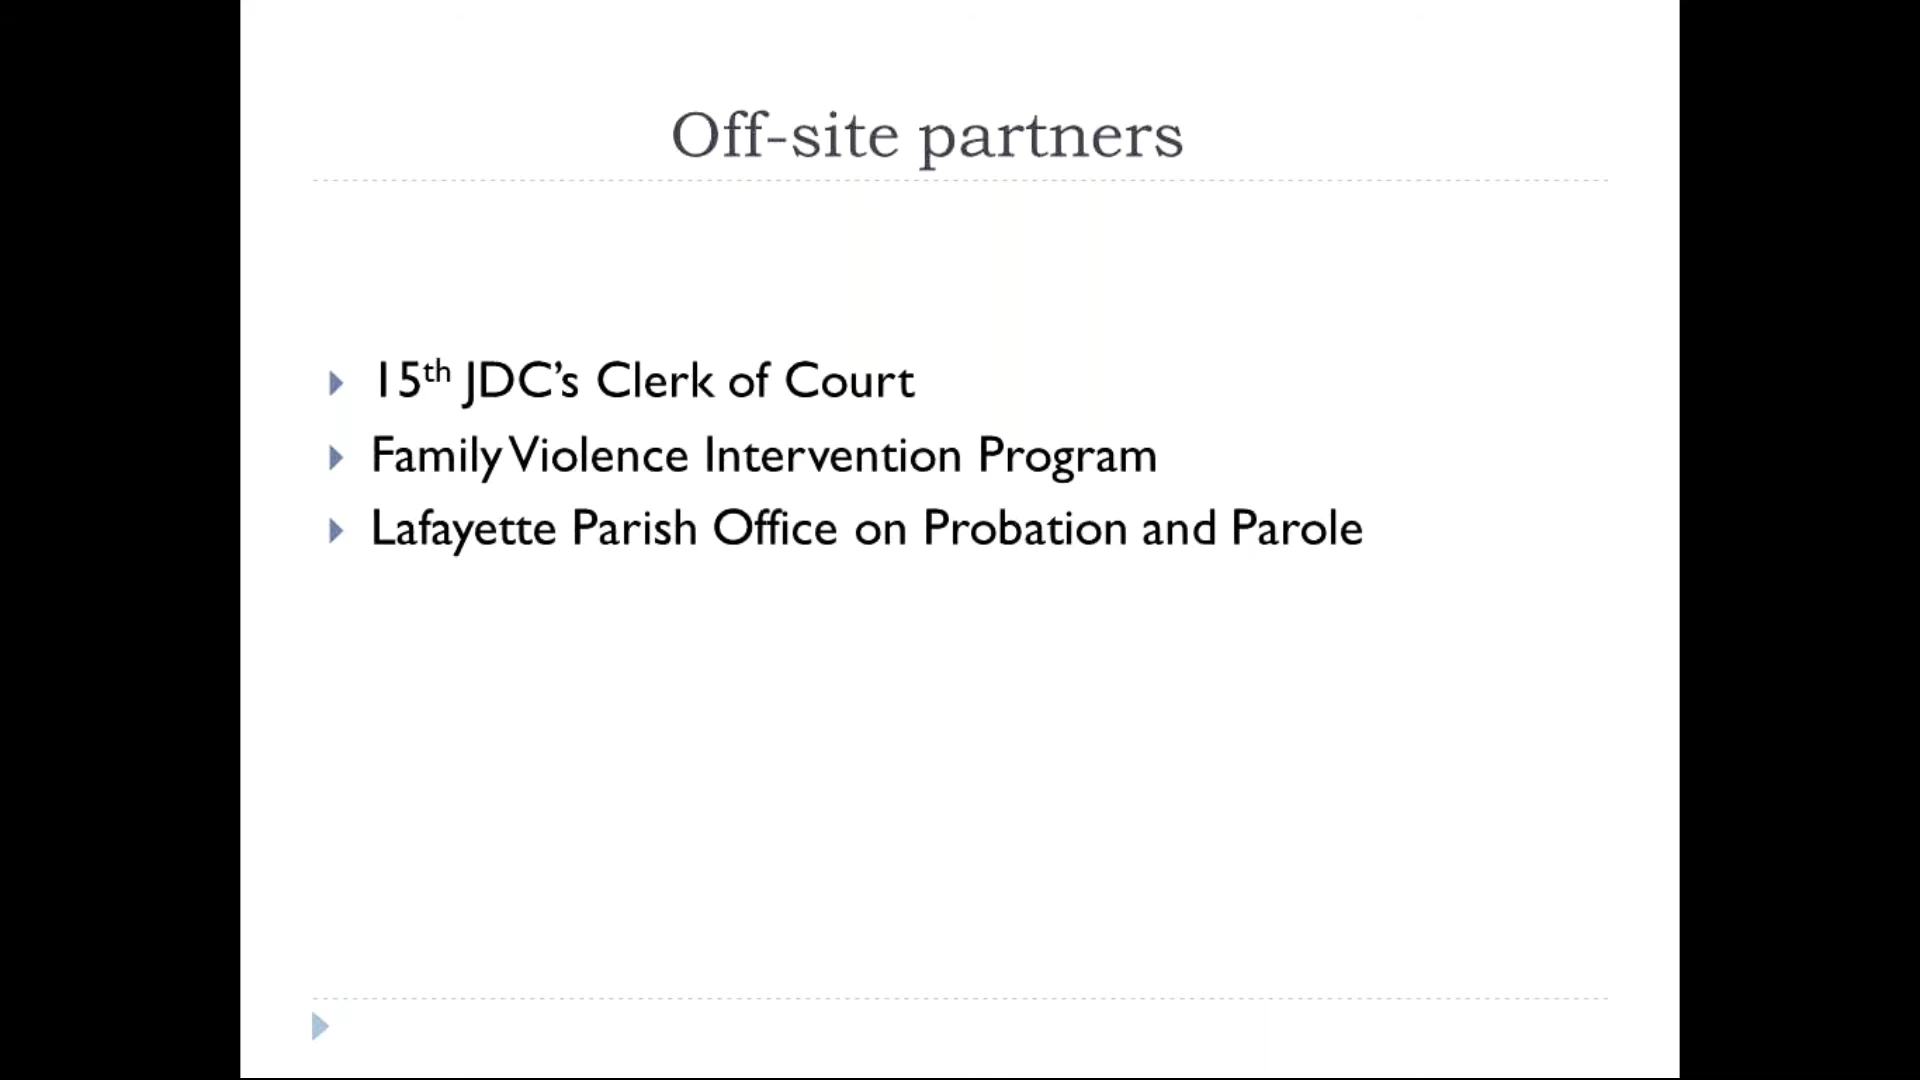 Off-site partners
15th JDC’s Clerk of Court
Family Violence Intervention Program
Lafayette Parish Office on Probation and Parole